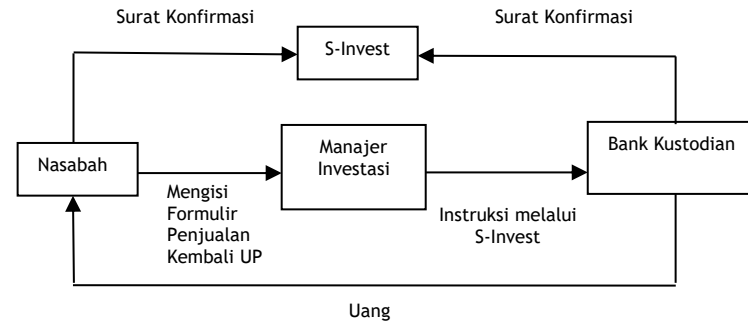 Surat Konfirmasi
Surat Konfirmasi
S-Invest
Nasabah
Manajer
Investasi
Bank Kustodian
Mengisi
Formulir
Penjualan
Kembali UP
Instruksi melalui
S-Invest
Uang